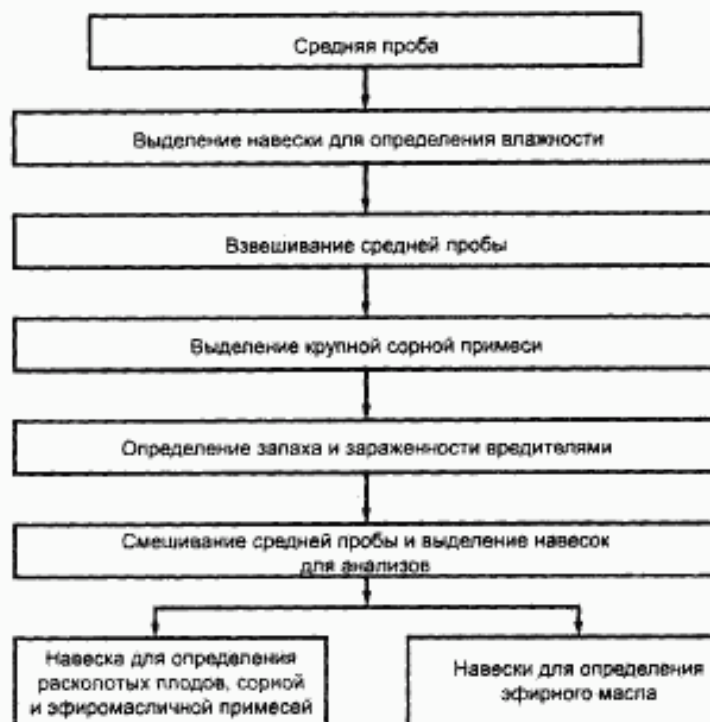 Средняя проба
Выделение навески для определения влажности
Взвешивание средней пробы
Выделение крупной сорной примеси
Определение запаха и зараженности вредителями
Смешивание средней пробы и выделение навесок
для анализов
Навеска для определения
расколотых плодов, сорной
и эфиромасличной примесей
Навески для определения
эфирного масла